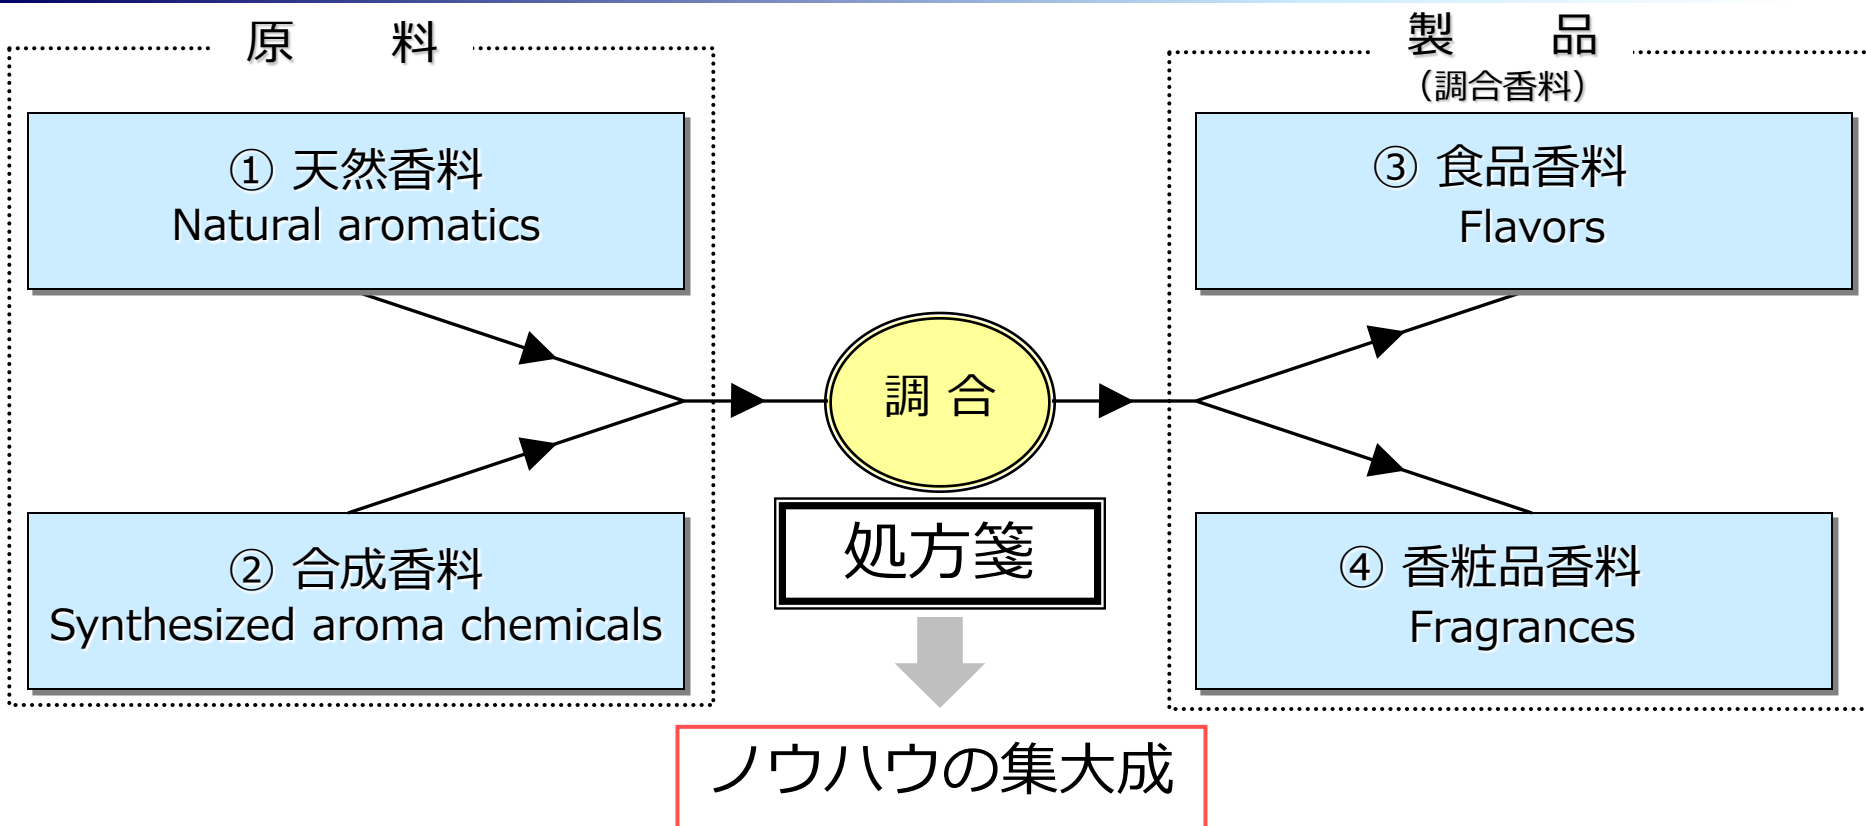 原　料
① 天然香料
Natural aromatics
② 合成香料
Synthesized aroma chemicals
調 合
処方箋
ノウハウの集大成
製　品
（調合香料）
③ 食品香料
Flavors
④ 香粧品香料
Fragrances